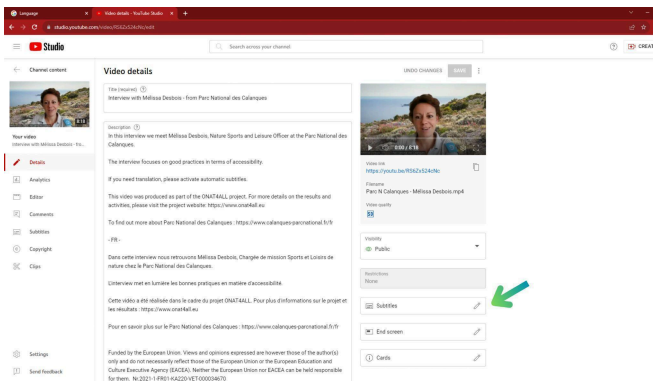 Language
Video details - YouTube Studio
studio.youtube.com/video/RS6ZxS24cNc/edit
Studio
Search across your channel
CREAT
Channel content
Video details
UNDO CHANGES
SAVE
Title (required)
Interview with Mélissa Desbois - from Parc National des Calanques
8:18
Your video
Interview with Mélissa Desbois - fro...
Description
In this interview we meet Mélissa Desbois, Nature Sports and Leisure Officer at the Parc National des
Calanques.
The interview focuses on good practices in terms of accessibility.
If you need translation, please activate automatic subtitles.
This video was produced as part of the ONAT4ALL project. For more details on the results and
activities, please visit the project website: https://www.onat4all.eu
To find out more about Parc National des Calanques : https://www.calanques-parcnational.fr/fr
- FR -
Dans cette interview nous retrouvons Mélissa Desbois, Chargée de mission Sports et Loisirs de
nature chez le Parc National des Calanques.
L'interview met en lumière les bonnes pratiques en matière d'accessibilité.
Cette vidéo a été réalisée dans le cadre du projet ONAT4ALL. Pour plus d'informations sur le projet et
les résultats : https://www.onat4all.eu
Pour en savoir plus sur le Parc National des Calanques : https://www.calanques-parcnational.fr/fr
Funded by the European Union. Views and opinions expressed are however those of the author(s)
only and do not necessarily reflect those of the European Union or the European Education and
Culture Executive Agency (EACEA). Neither the European Union nor EACEA can be held responsible
for them. Nr.2021-1-FR01-KA220-VET-000034670
Details
Analytics
Editor
Comments
Subtitles
Copyright
Clips
Settings
Send feedback
0:00 / 8:18
Video link
https://youtu.be/RS6ZxS24cNc
Filename
Parc N Calanques - Mélissa Desbois.mp4
Video quality
SD
Visibility
Public
Restrictions
None
Subtitles
End screen
Cards